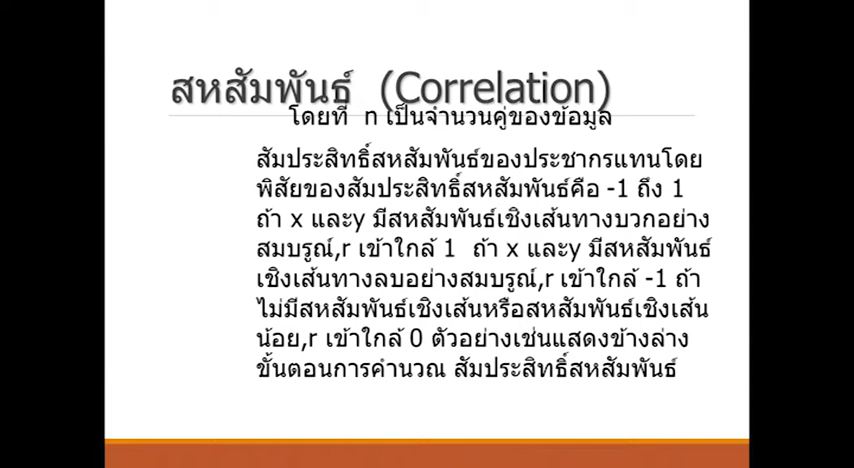 สหสัมพันธ์ (Correlation)
โดยที่ n เป็นจำนวนคู่ของข้อมูล
สัมประสิทธิ์สหสัมพันธ์ของประชากรแทนโดย
พิสัยของสัมประสิทธิ์สหสัมพันธ์คือ -1 ถึง 1
ถ้า x และy มีสหสัมพันธ์เชิงเส้นทางบวกอย่าง
สมบรูณ์,r เข้าใกล้ 1 ถ้า x และy มีสหสัมพันธ์
เชิงเส้นทางลบอย่างสมบรูณ์,r เข้าใกล้ -1 ถ้า
ไม่มีสหสัมพันธ์เชิงเส้นหรือสหสัมพันธ์เชิงเส้น
น้อย,r เข้าใกล้ 0 ตัวอย่างเช่นแสดงข้างล่าง
ขั้นตอนการคำนวณ สัมประสิทธิ์สหสัมพันธ์